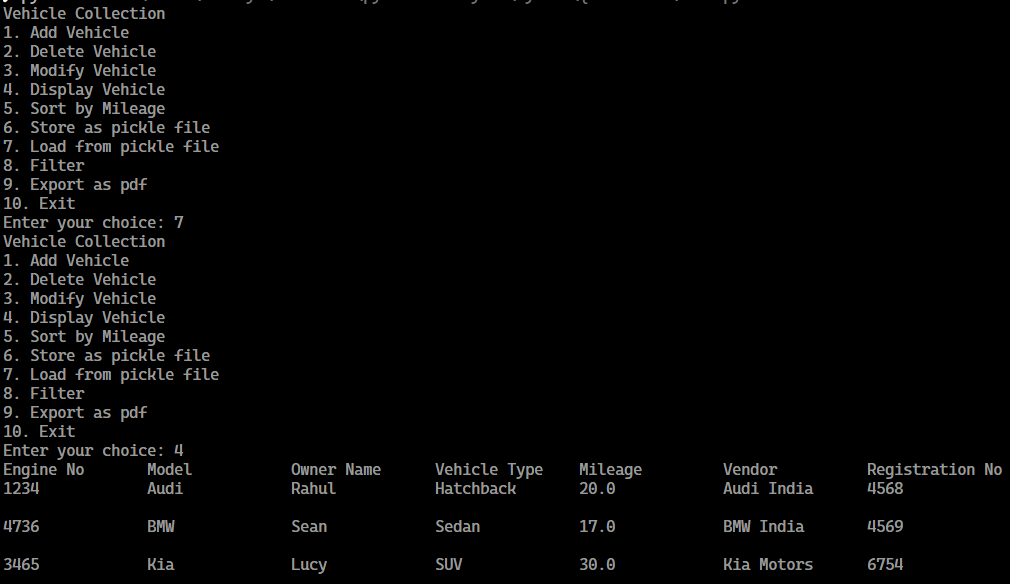 Vehicle Collection
1. Add Vehicle
2. Delete Vehicle
3. Modify Vehicle
4. Display Vehicle
5. Sort by Mileage
6. Store as pickle file
7. Load from pickle file
8. Filter
9. Export as pdf
10. Exit
Enter your choice: 7
Vehicle Collection
1. Add Vehicle
2. Delete Vehicle
3. Modify Vehicle
4. Display Vehicle
5. Sort by Mileage
6. Store as pickle file
7. Load from pickle file
8. Filter
9. Export as pdf
10. Exit
Enter your choice: 4
Engine No Model Owner Name Vehicle Type Mileage Vendor Registration No
1234 Audi Rahul Hatchback 20.0 Audi India 4568
4736 BMW Sean Sedan 17.0 BMW India 4569
3465 Kia Lucy SUV 30.0 Kia Motors 6754